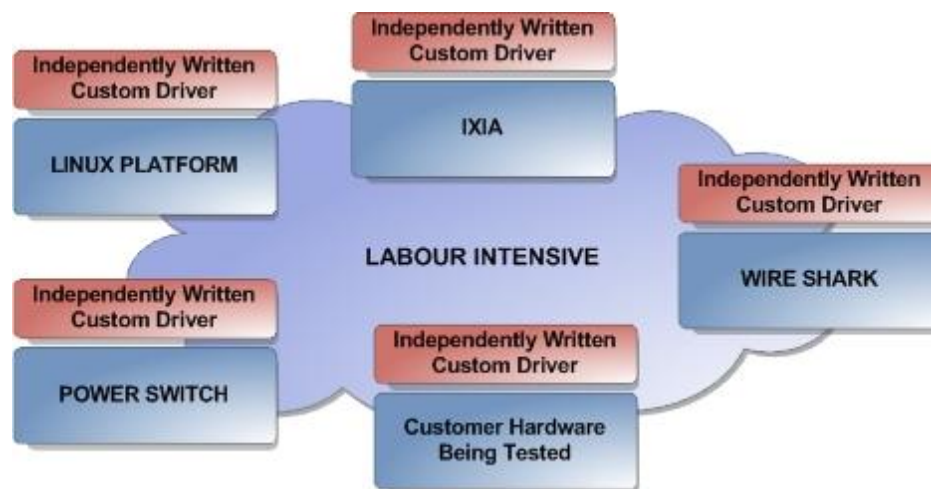 Independently Written
Custom Driver
IXIA
Independently Written
Custom Driver
LINUX PLATFORM
Independently Written
Custom Driver
WIRE SHARK
LABOUR INTENSIVE
Independently Written
Custom Driver
POWER SWITCH
Independently Written
Custom Driver
Customer Hardware
Being Tested